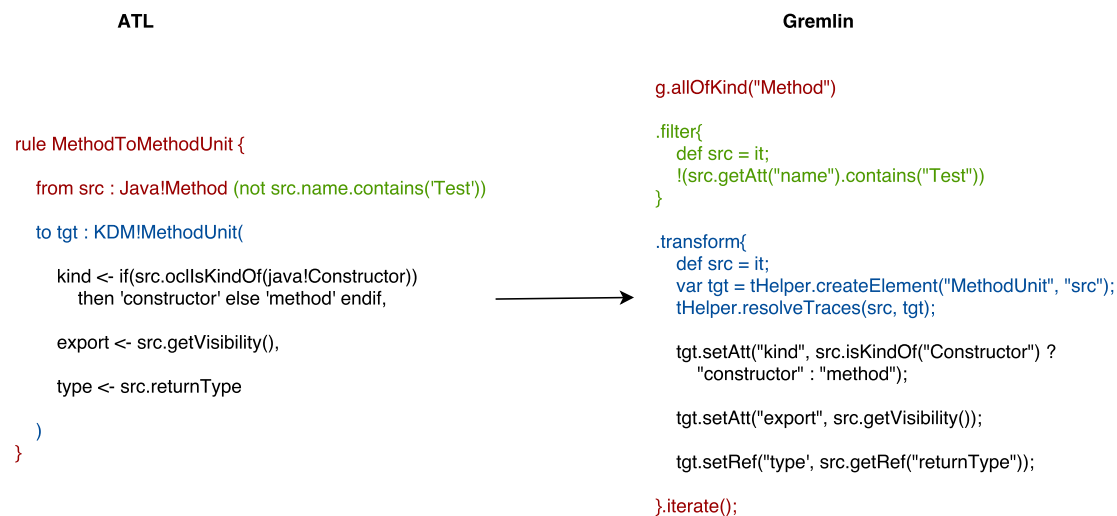 ATL
rule MethodToMethodUnit {
from src : Java!Method (not src.name.contains('Test'))
to tgt : KDM!MethodUnit(
kind <- if(src.oclIsKindOf(java!Constructor))
then 'constructor' else 'method' endif,
export <- src.getVisibility(),
type <- src.returnType
)
}
Gremlin
g.allOfKind("Method")
.filter{
def src = it;
!(src.getAtt("name").contains("Test"))
}
.transform{
def src = it;
var tgt = tHelper.createElement("MethodUnit", "src");
tHelper.resolveTraces(src, tgt);
tgt.setAtt("kind", src.isKindOf("Constructor") ?
"constructor" : "method");
tgt.setAtt("export", src.getVisibility());
tgt.setRef("type', src.getRef("returnType"));
}.iterate();